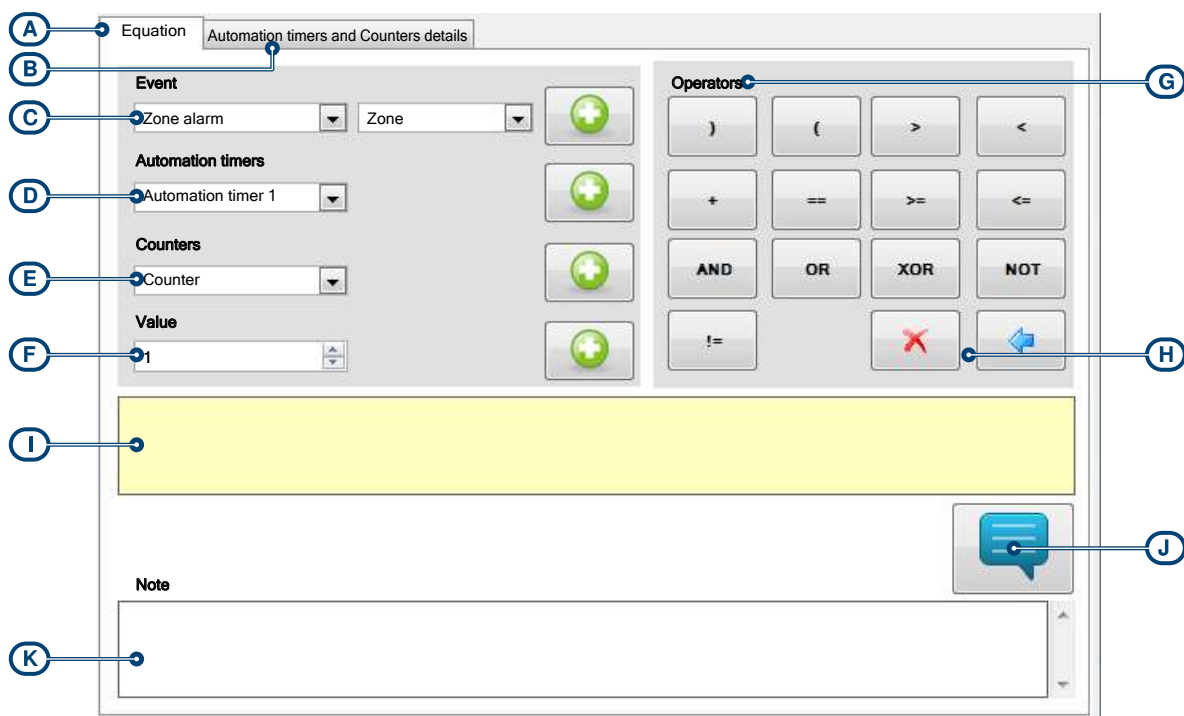 A Equation Automation timers and Counters details
B
Event Operators G
C Zone alarm Zone ) ( > <
Automation timers
D Automation timer 1 + == >= <=
Counters
E Counter AND OR XOR NOT
Value
F 1 != H
I
J
Note
K